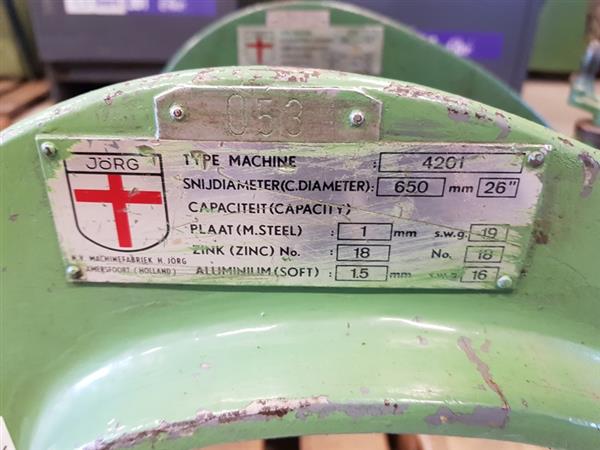 053
JÖRG
TYPE MACHINE : 4201
SNIJDIAMETER(C.DIAMETER): 650 mm 26"
CAPACITEIT(CAPACITY)
PLAAT(M.STEEL) : 1 mm s.w.g. 19
ZINK (ZINC) No. : 18 No. 18
ALUMINIUM(SOFT) : 1.5 mm s.w.g 16
N.V. MACHINEFABRIEK H. JÖRG
AMERSFOORT (HOLLAND)